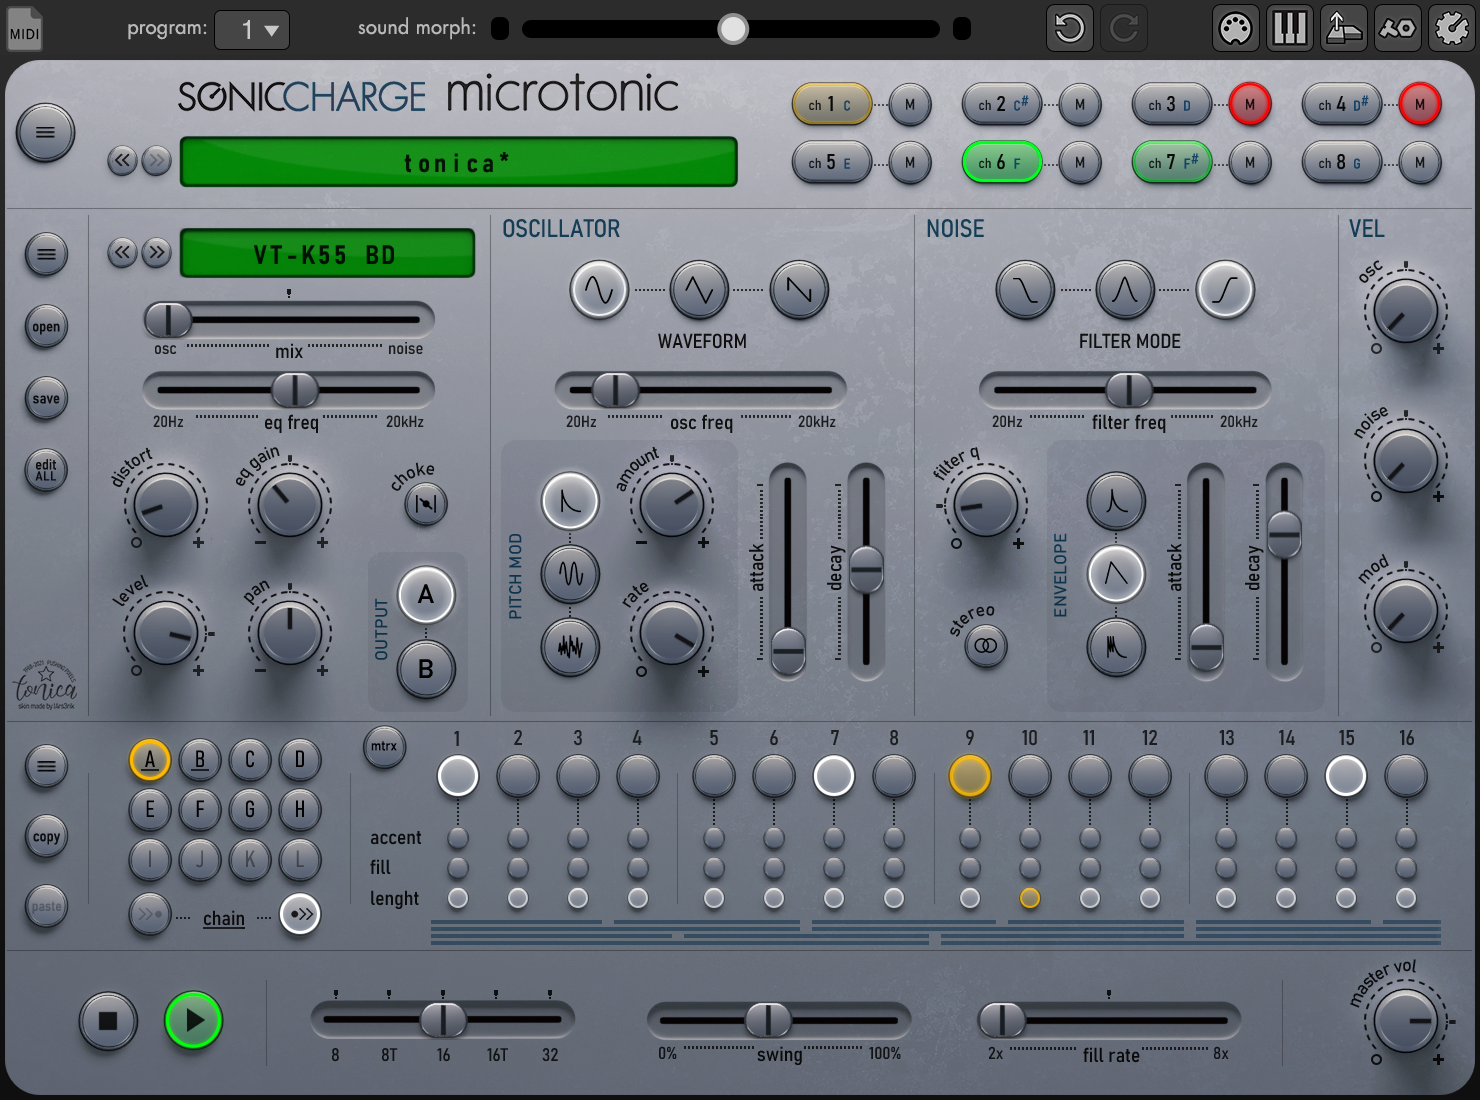 MIDI program: 1 sound morph:
SONICCHARGE microtonic
ch 1 C M ch 2 C# M ch 3 D M ch 4 D# M
tonica*
ch 5 E M ch 6 F M ch 7 F# M ch 8 G M
VT-K55 BD OSCILLATOR NOISE VEL
open
save
edit ALL
osc mix noise
20Hz eq freq 20kHz
distort eq gain choke
level pan
OUTPUT A B
WAVEFORM
20Hz osc freq 20kHz
PITCH MOD amount rate attack decay
FILTER MODE
20Hz filter freq 20kHz
filter q stereo ENVELOPE attack decay
osc
noise
mod
1988-2021 PUSHING PIXELS
tonica
skin made by l4rs3rik
copy
paste
A B C D
E F G H
I J K L
chain
mtrx 1 2 3 4 5 6 7 8 9 10 11 12 13 14 15 16
accent
fill
lenght
8 8T 16 16T 32
0% swing 100%
2x fill rate 8x
master vol